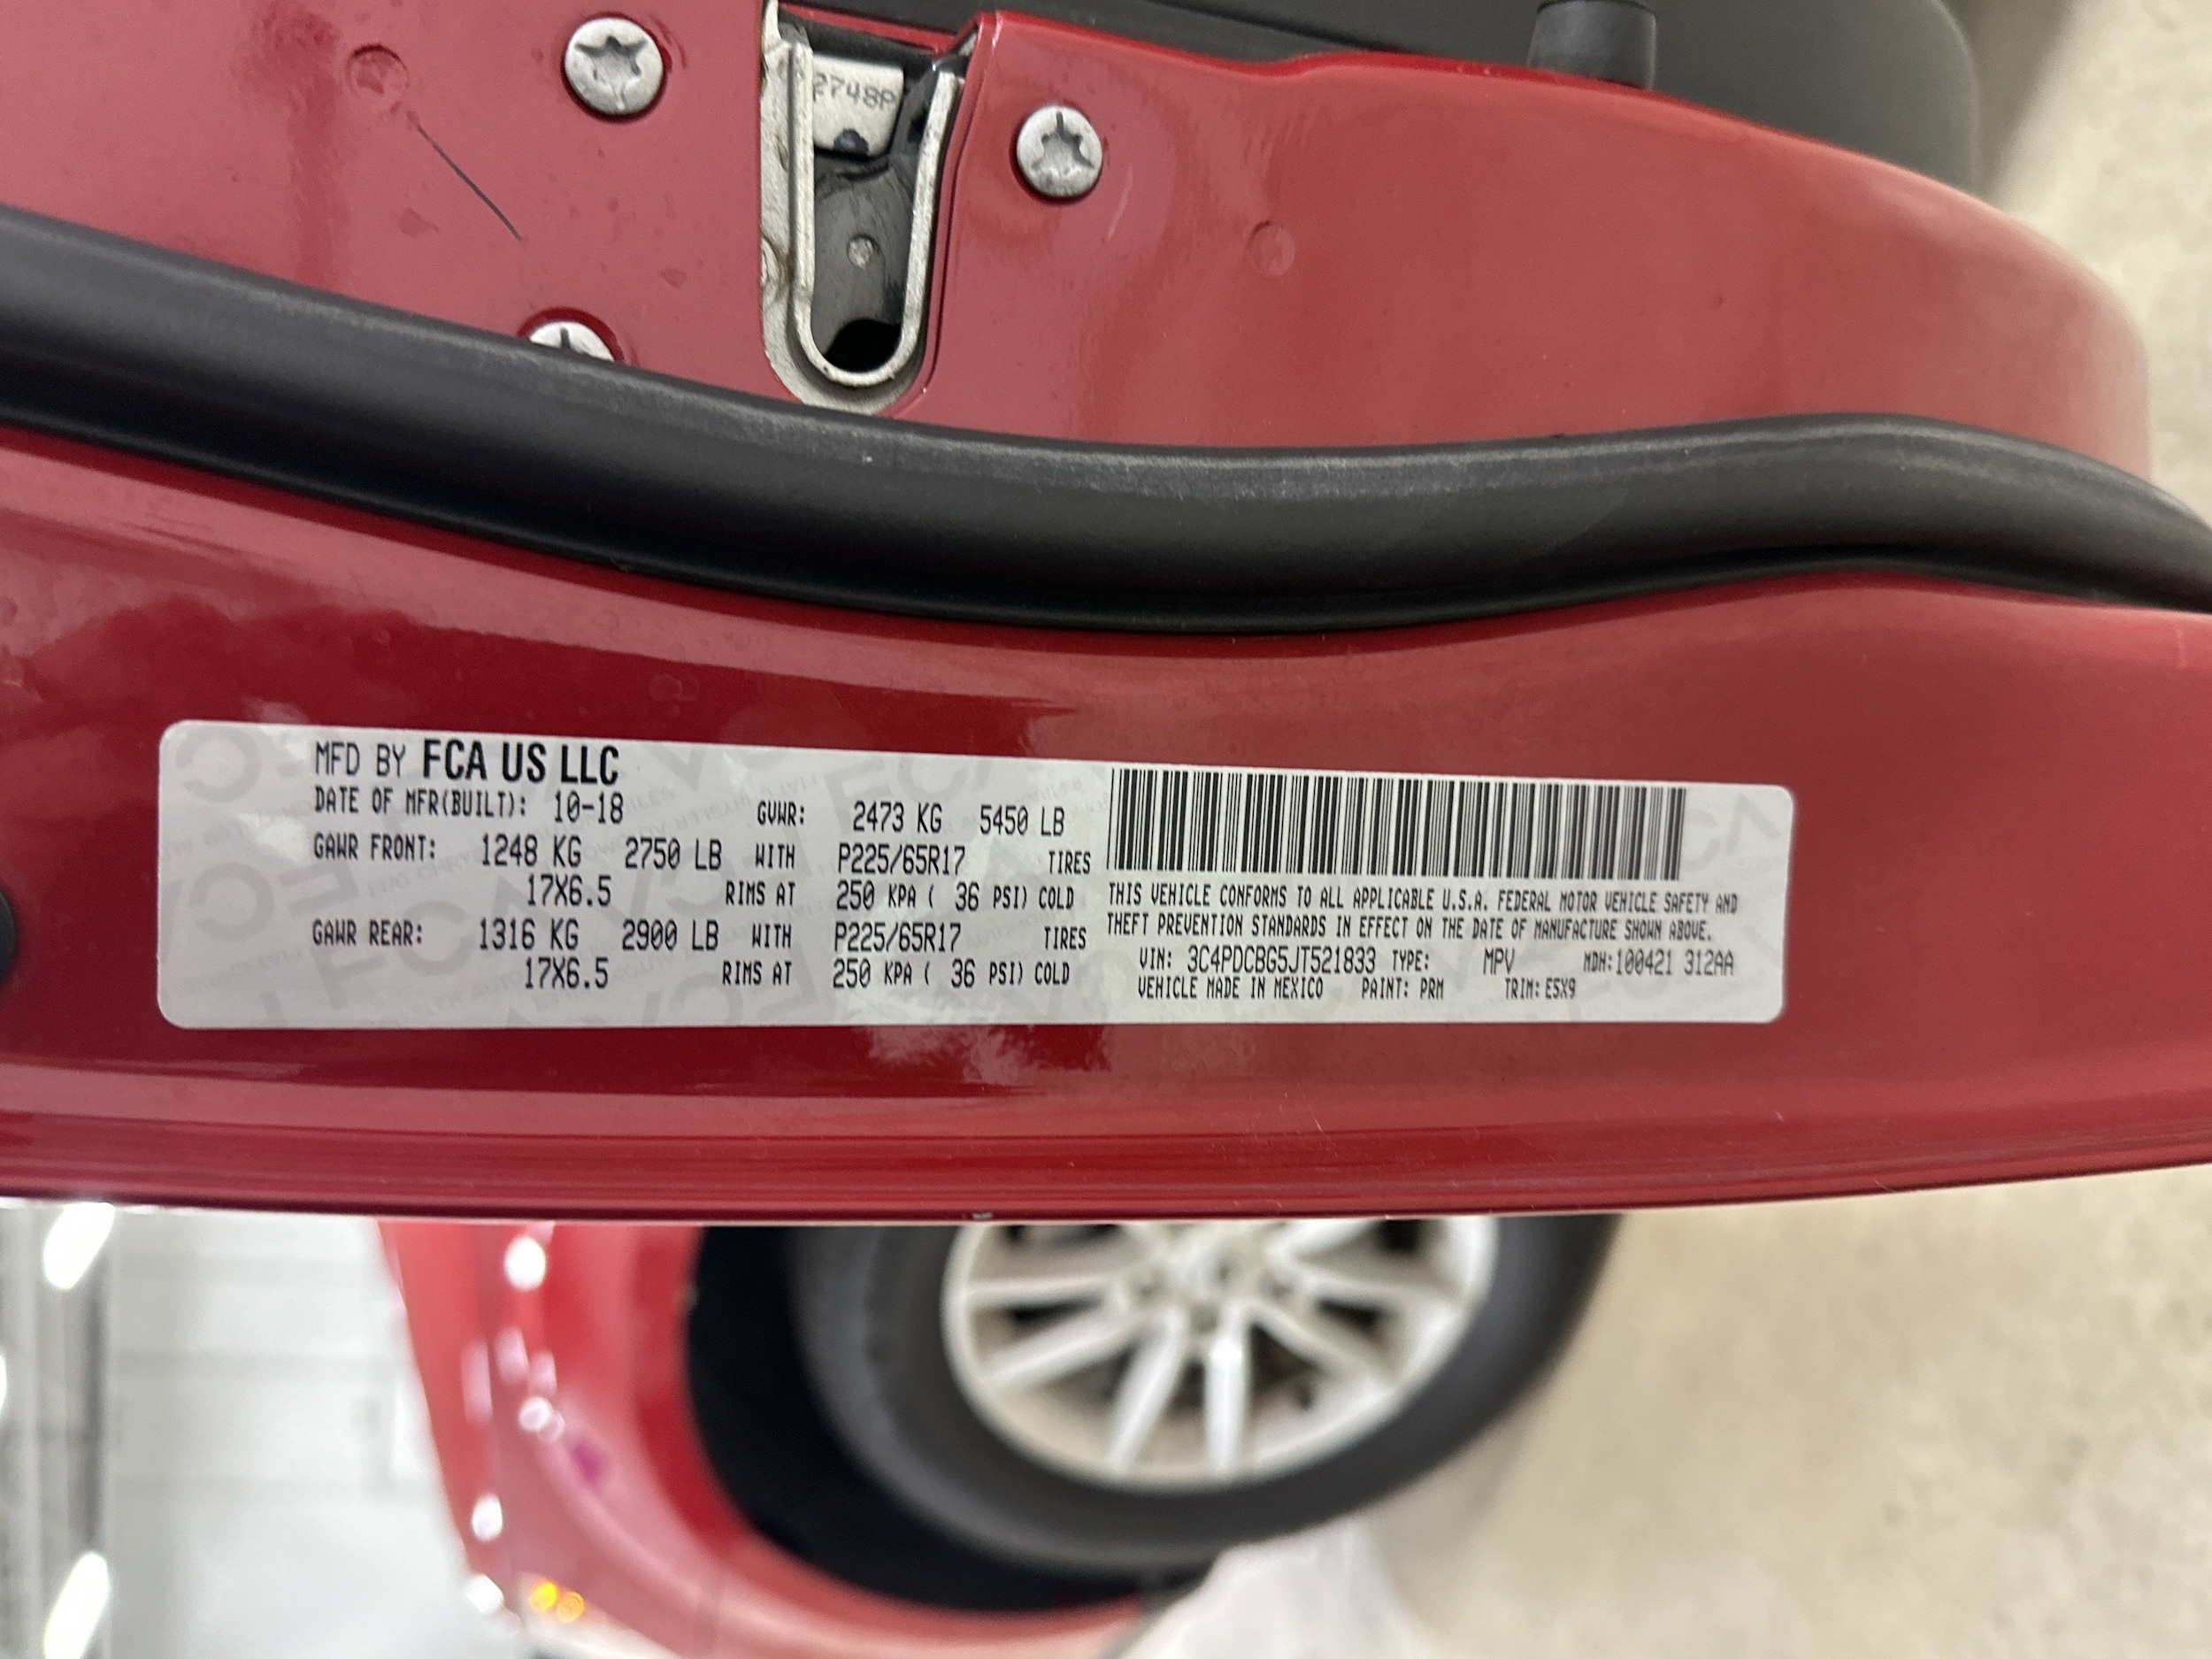 2748P
MFD BY FCA US LLC
DATE OF MFR(BUILT): 10-18 GVWR: 2473 KG 5450 LB
GAWR FRONT: 1248 KG 2750 LB WITH P225/65R17 TIRES
17X6.5 RIMS AT 250 KPA ( 36 PSI) COLD
GAWR REAR: 1316 KG 2900 LB WITH P225/65R17 TIRES
17X6.5 RIMS AT 250 KPA ( 36 PSI) COLD
THIS VEHICLE CONFORMS TO ALL APPLICABLE U.S.A. FEDERAL MOTOR VEHICLE SAFETY AND
THEFT PREVENTION STANDARDS IN EFFECT ON THE DATE OF MANUFACTURE SHOWN ABOVE.
VIN: 3C4PDCBG5JT521833 TYPE: MPV MDH:100421 312AA
VEHICLE MADE IN MEXICO PAINT: PRM TRIM: E5X9